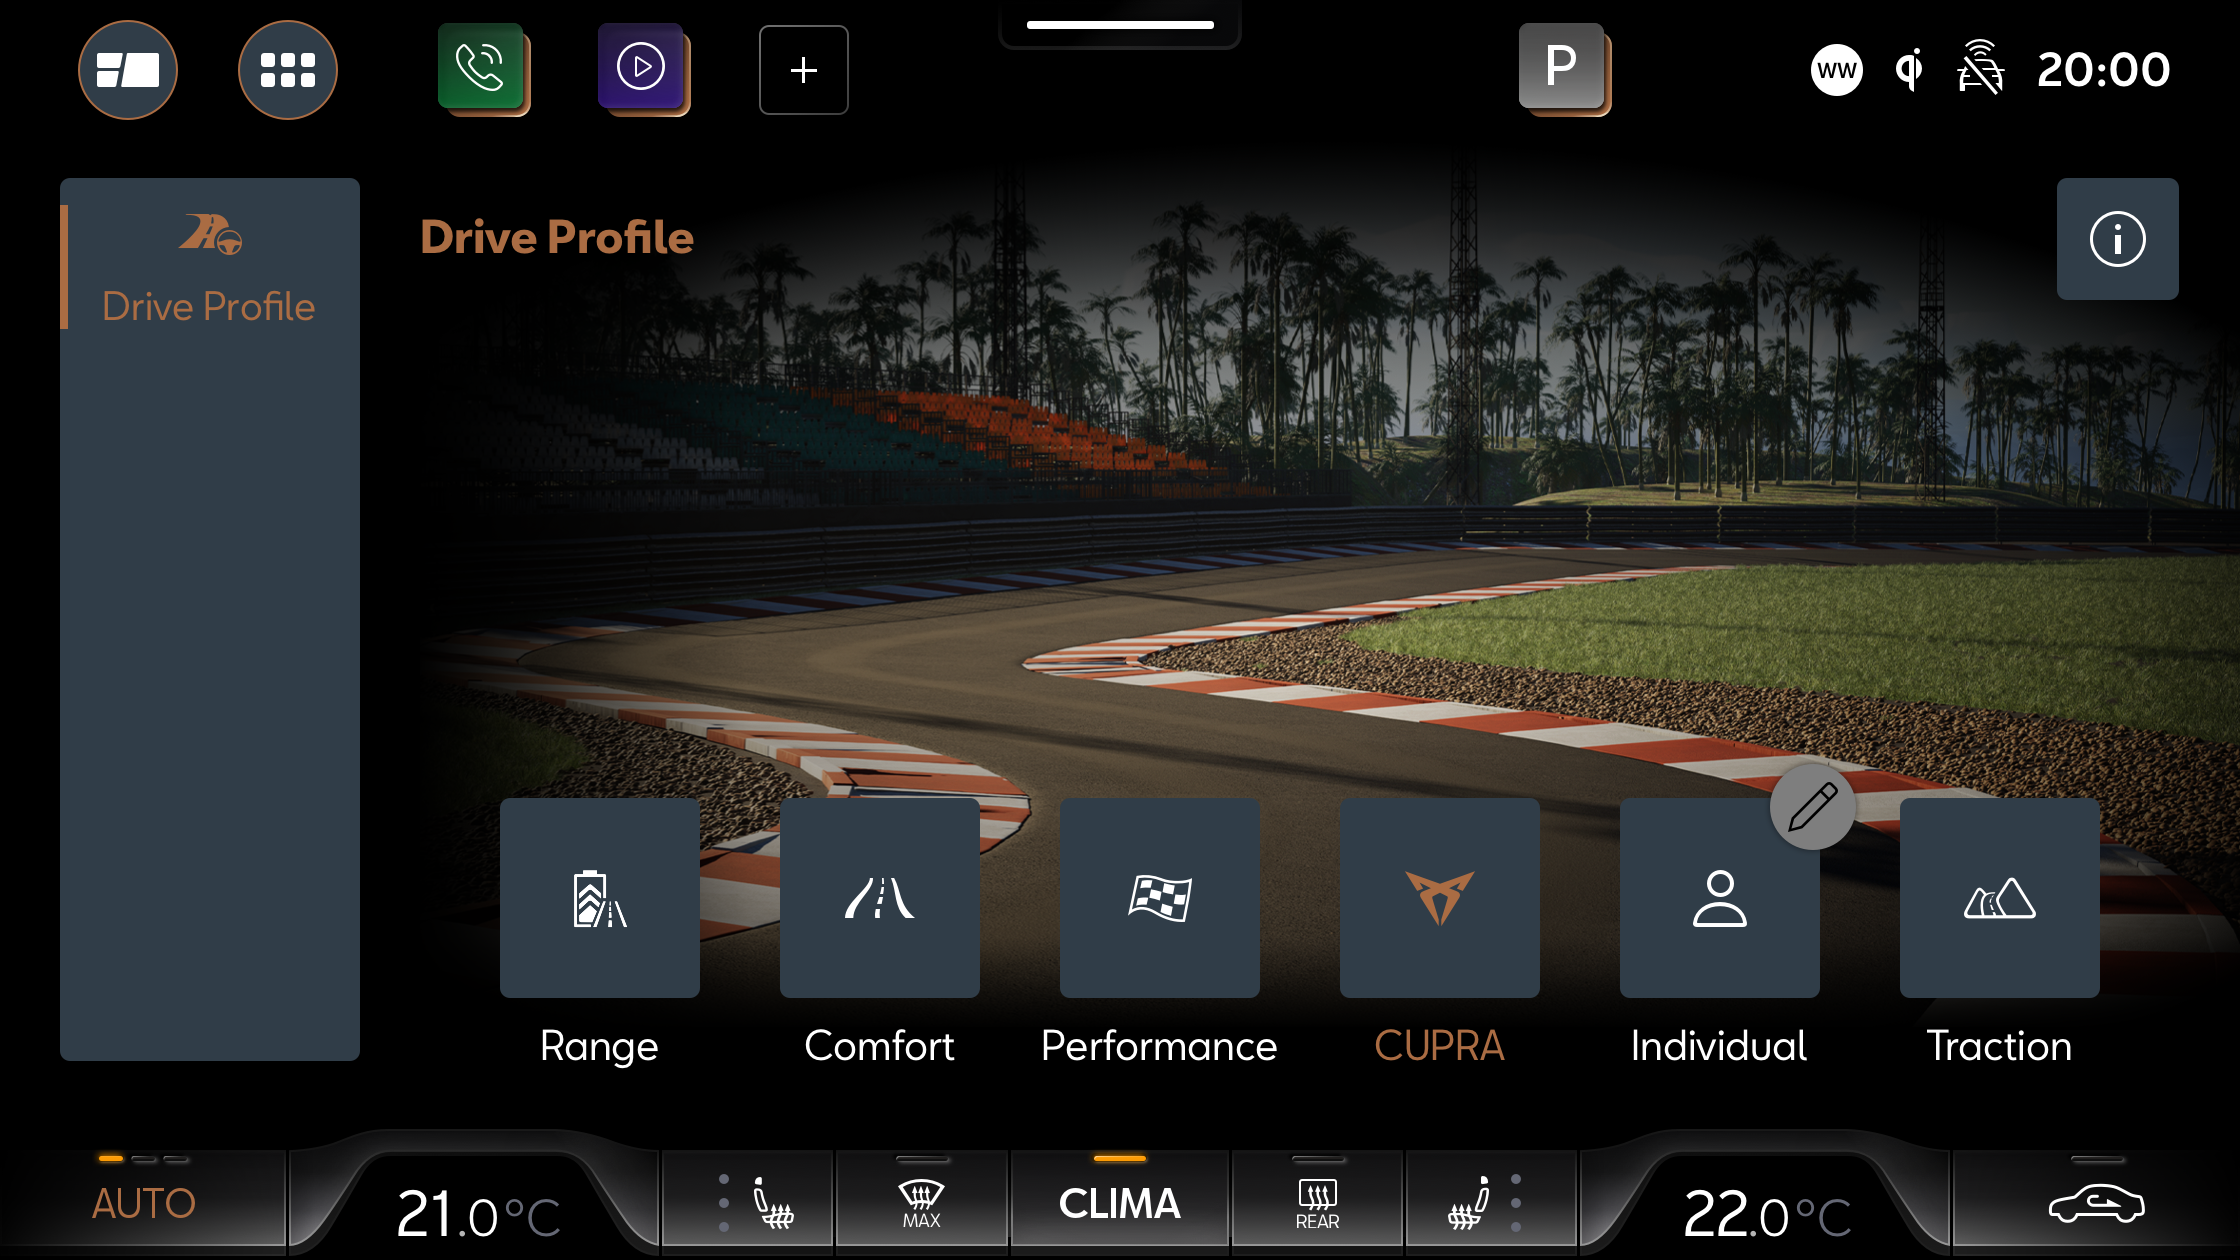 P
WW
20:00
Drive Profile
Drive Profile
Range
Comfort
Performance
CUPRA
Individual
Traction
AUTO
21.0°C
MAX
CLIMA
REAR
22.0°C